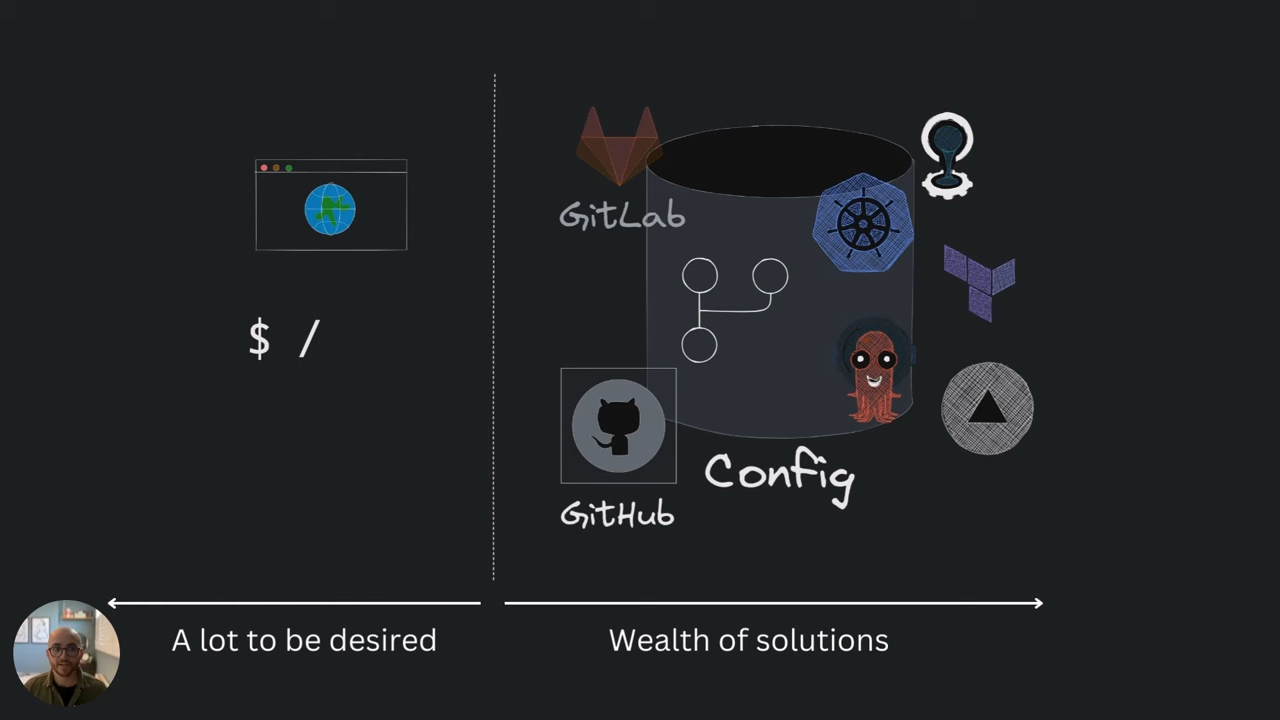 $ /
GitLab
GitHub
Config
A lot to be desired
Wealth of solutions